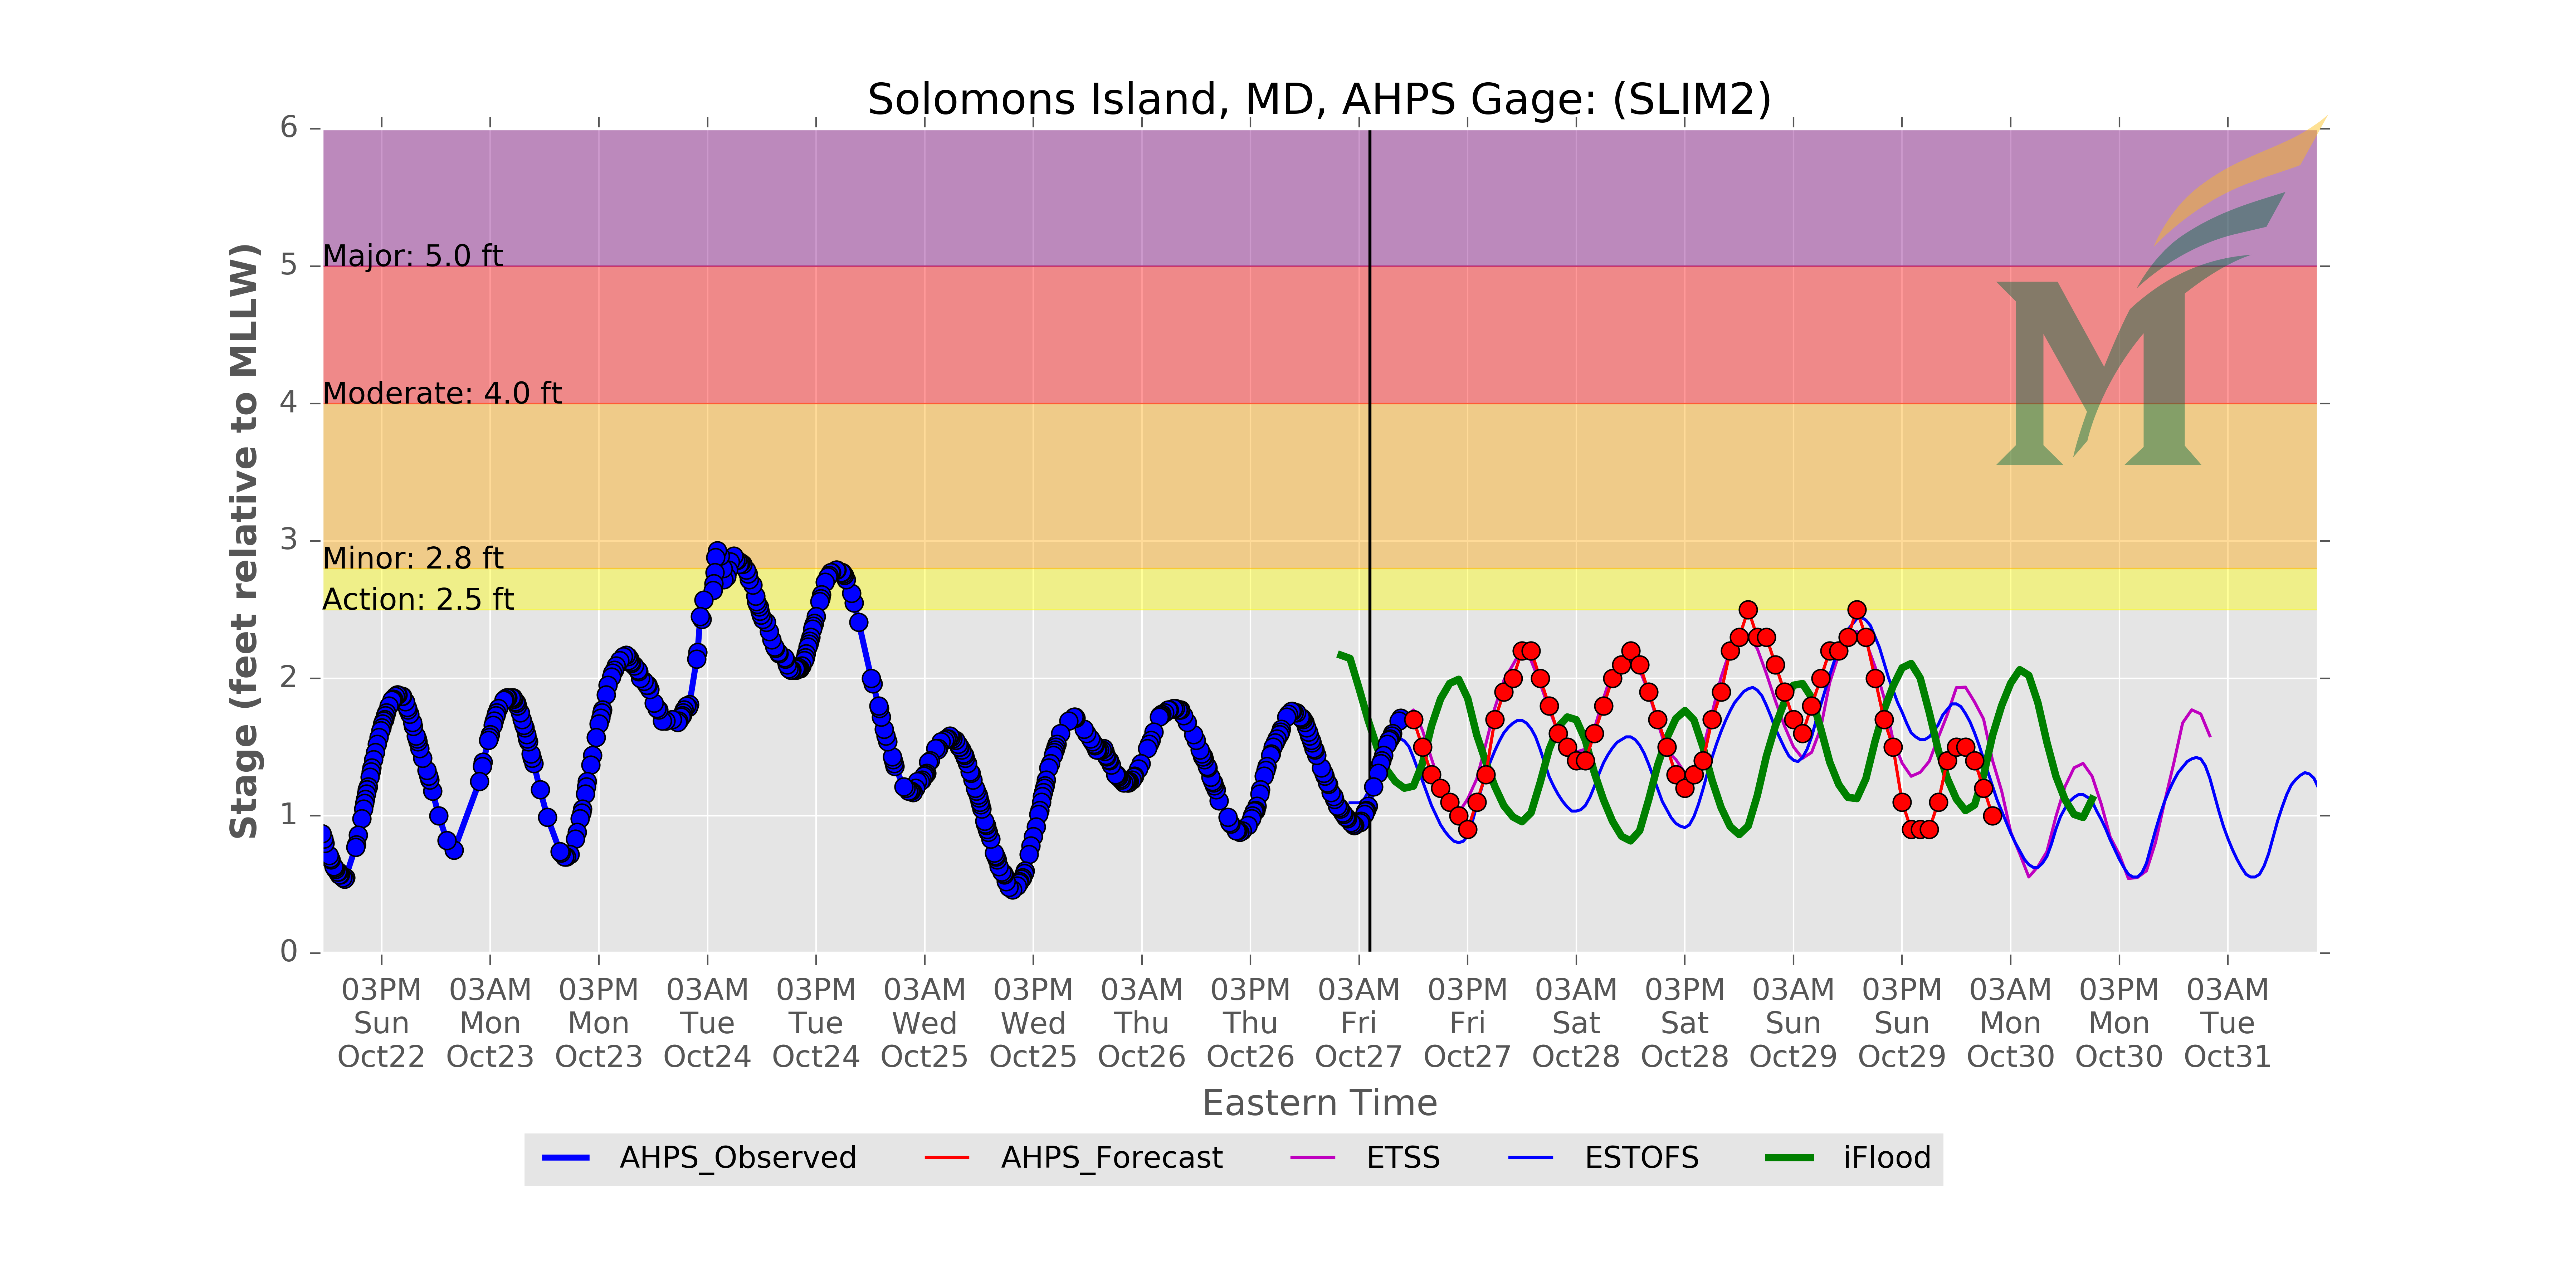 Solomons Island, MD, AHPS Gage: (SLIM2)
Stage (feet relative to MLLW)
6
5
4
3
2
1
0
Major: 5.0 ft
Moderate: 4.0 ft
Minor: 2.8 ft
Action: 2.5 ft
M
03PM 03AM 03PM 03AM 03PM 03AM 03PM 03AM 03PM 03AM 03PM 03AM 03PM 03AM 03PM 03AM 03PM 03AM
Sun Mon Mon Tue Tue Wed Wed Thu Thu Fri Fri Sat Sat Sun Sun Mon Mon Tue
Oct22 Oct23 Oct23 Oct24 Oct24 Oct25 Oct25 Oct26 Oct26 Oct27 Oct27 Oct28 Oct28 Oct29 Oct29 Oct30 Oct30 Oct31
Eastern Time
AHPS_Observed AHPS_Forecast ETSS ESTOFS iFlood